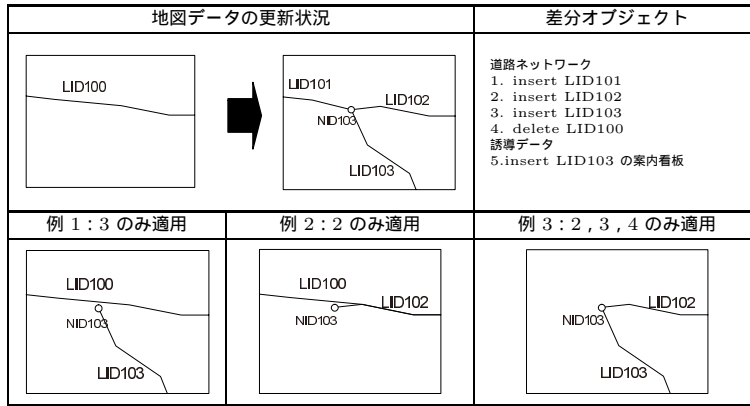 地図データの更新状況
差分オブジェクト
LID100
LID101
LID102
NID103
LID103
道路ネットワーク
1. insert LID101
2. insert LID102
3. insert LID103
4. delete LID100
誘導データ
5.insert LID103 の案内看板
例 1 : 3 のみ適用
例 2 : 2 のみ適用
例 3 : 2 , 3 , 4 のみ適用
LID100
NID103
LID103
LID100
LID102
NID103
LID102
NID103
LID103